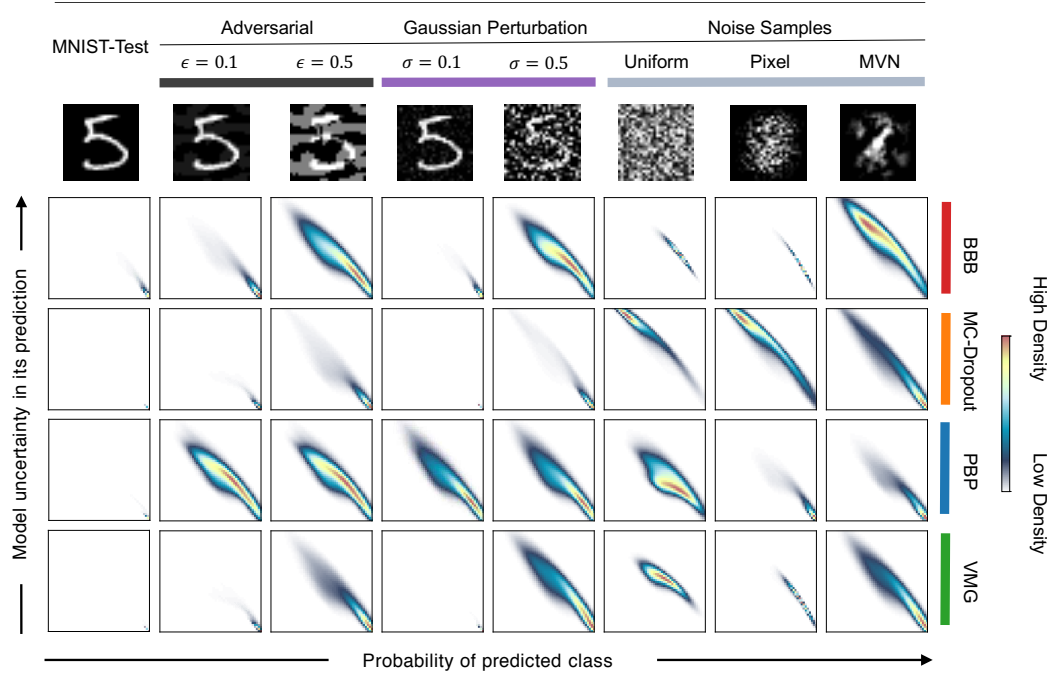 Adversarial Gaussian Perturbation Noise Samples
MNIST-Test
ϵ = 0.1 ϵ = 0.5 σ = 0.1 σ = 0.5 Uniform Pixel MVN
Model uncertainty in its prediction
BBB
MC-Dropout
PBP
VMG
High Density
Low Density
Probability of predicted class